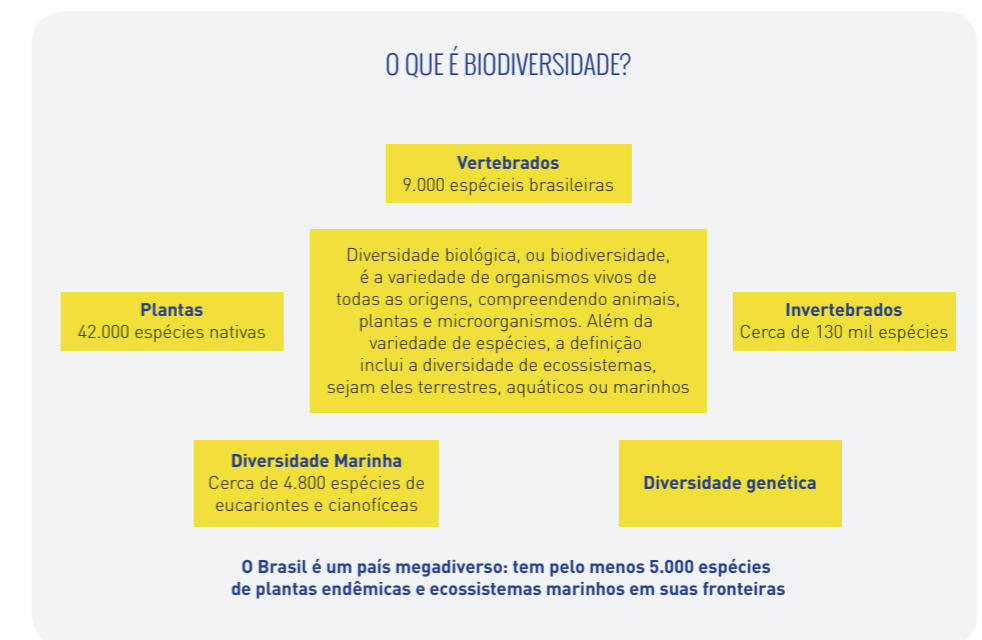 O QUE É BIODIVERSIDADE?
Vertebrados
9.000 espécieis brasileiras
Diversidade biológica, ou biodiversidade,
é a variedade de organismos vivos de
todas as origens, compreendendo animais,
plantas e microorganismos. Além da
variedade de espécies, a definição
inclui a diversidade de ecossistemas,
sejam eles terrestres, aquáticos ou marinhos
Plantas
42.000 espécies nativas
Invertebrados
Cerca de 130 mil espécies
Diversidade Marinha
Cerca de 4.800 espécies de
eucariontes e cianofíceas
Diversidade genética
O Brasil é um país megadiverso: tem pelo menos 5.000 espécies
de plantas endêmicas e ecossistemas marinhos em suas fronteiras